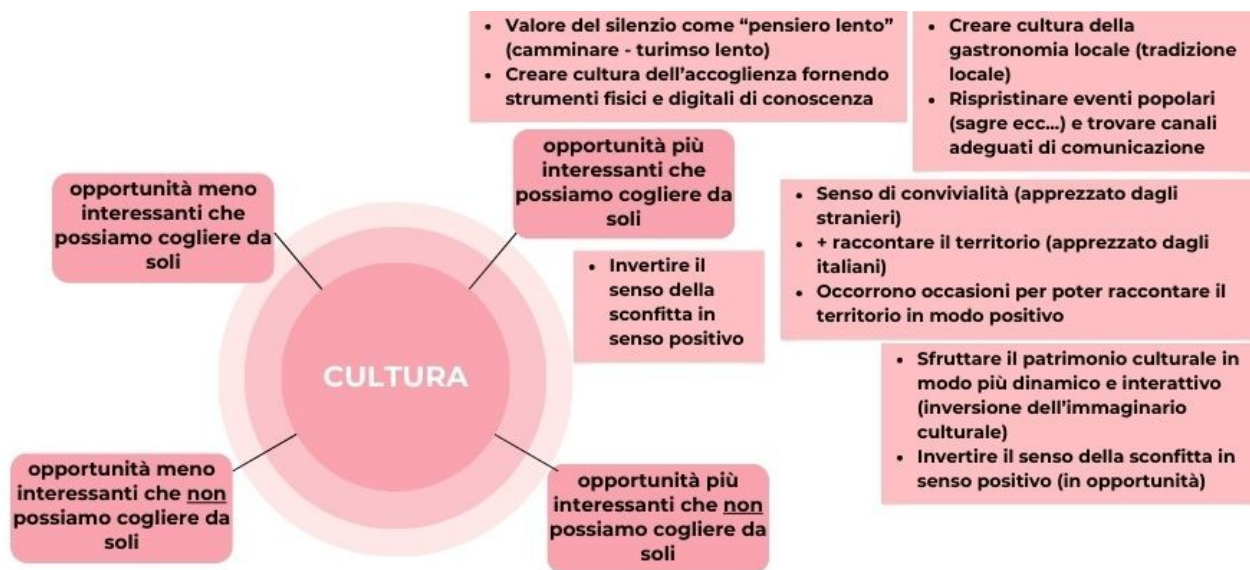 • Valore del silenzio come “pensiero lento”
(camminare - turimso lento)
• Creare cultura dell’accoglienza fornendo
strumenti fisici e digitali di conoscenza
• Creare cultura della
gastronomia locale (tradizione
locale)
• Rispristinare eventi popolari
(sagre ecc...) e trovare canali
adeguati di comunicazione
opportunità meno
interessanti che
possiamo cogliere da
soli
opportunità più
interessanti che
possiamo cogliere da
soli
• Senso di convivialità (apprezzato dagli
stranieri)
• + raccontare il territorio (apprezzato dagli
italiani)
• Occorrono occasioni per poter raccontare il
territorio in modo positivo
• Invertire il
senso della
sconfitta in
senso positivo
CULTURA
• Sfruttare il patrimonio culturale in
modo più dinamico e interattivo
(inversione dell’immaginario
culturale)
• Invertire il senso della sconfitta in
senso positivo (in opportunità)
opportunità meno
interessanti che non
possiamo cogliere da
soli
opportunità più
interessanti che non
possiamo cogliere da
soli